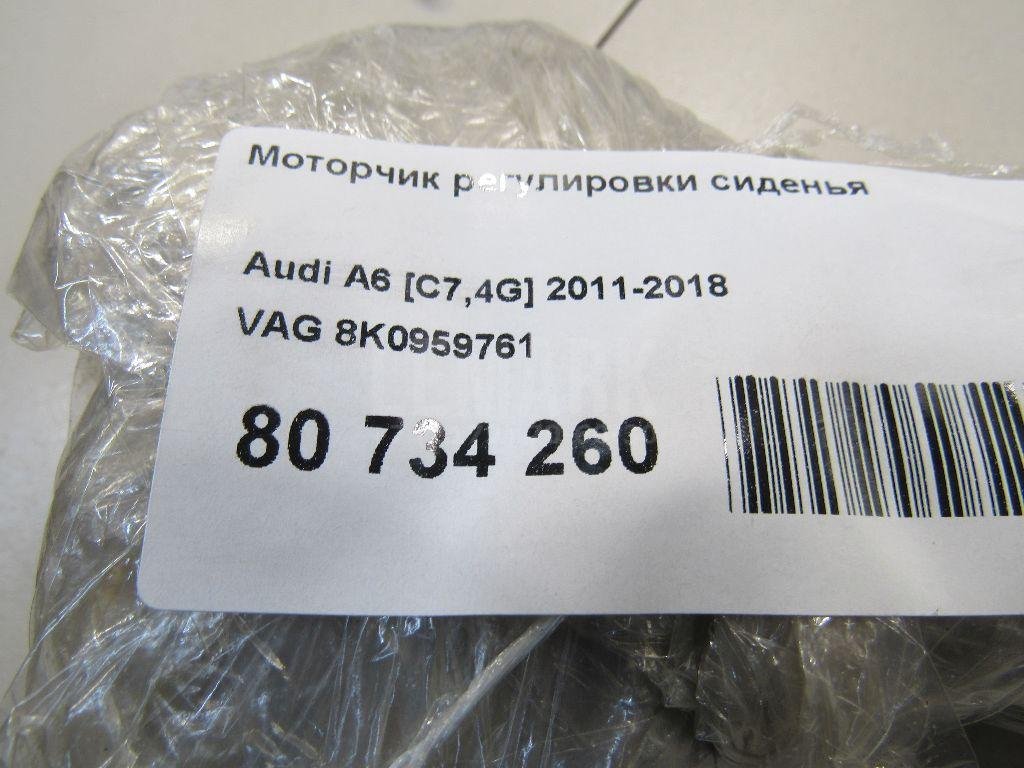 Моторчик регулировки сиденья
Audi A6 [C7,4G] 2011-2018
VAG 8K0959761
80 734 260